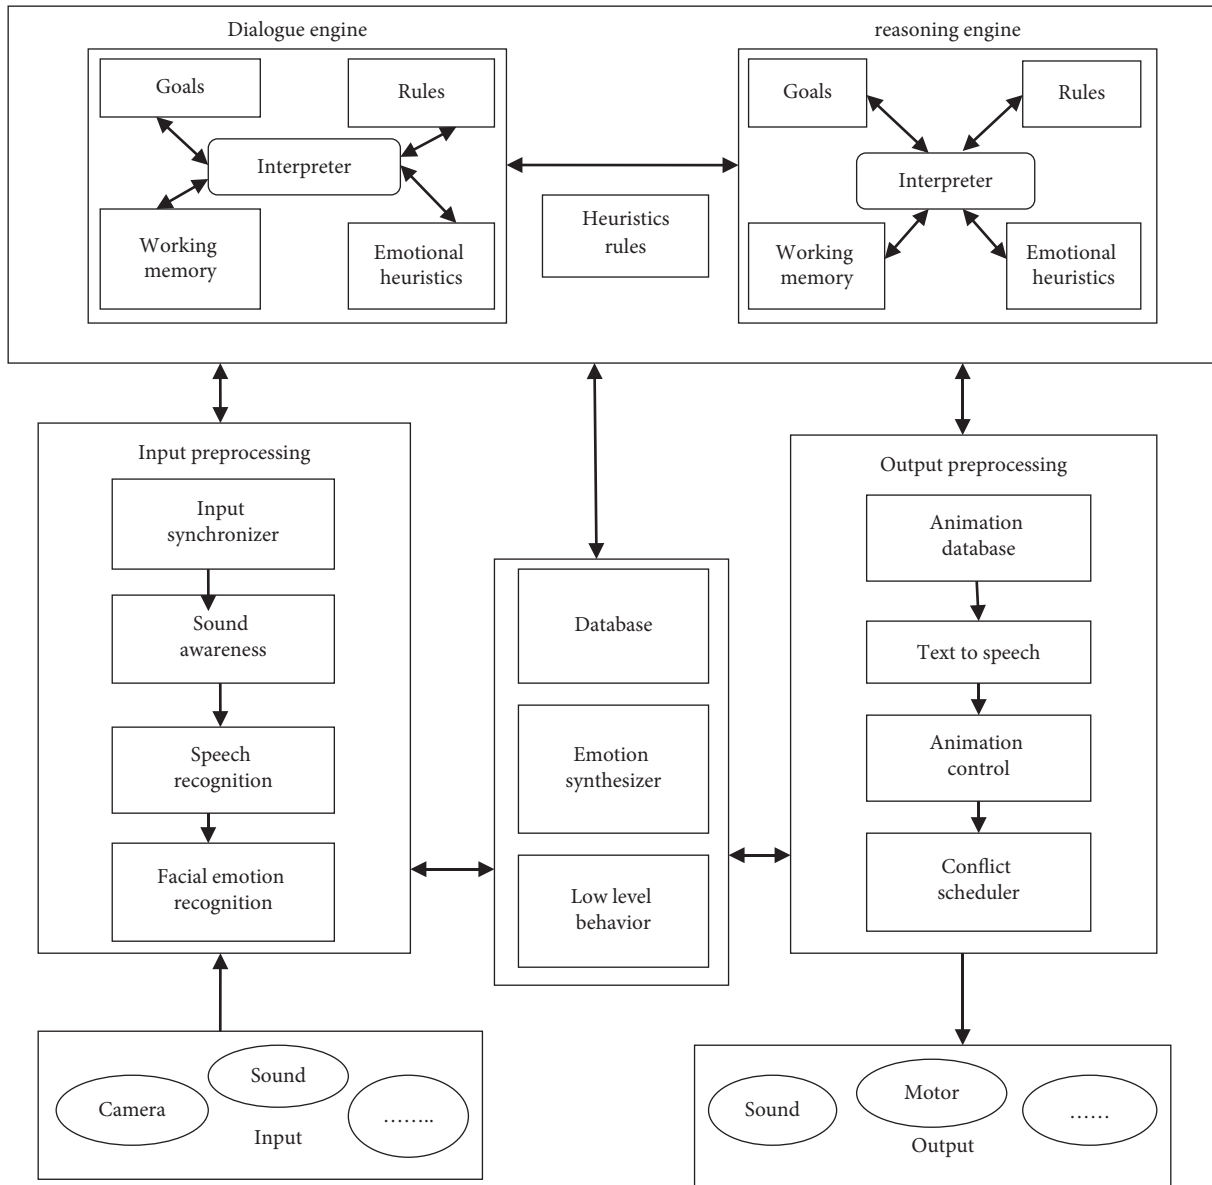 Dialogue engine
Goals
Rules
Interpreter
Working
memory
Emotional
heuristics
Heuristics
rules
reasoning engine
Goals
Rules
Interpreter
Working
memory
Emotional
heuristics
Input preprocessing
Input
synchronizer
Sound
awareness
Speech
recognition
Facial emotion
recognition
Database
Emotion
synthesizer
Low level
behavior
Output preprocessing
Animation
database
Text to speech
Animation
control
Conflict
scheduler
Camera
Sound
........
Input
Sound
Motor
......
Output